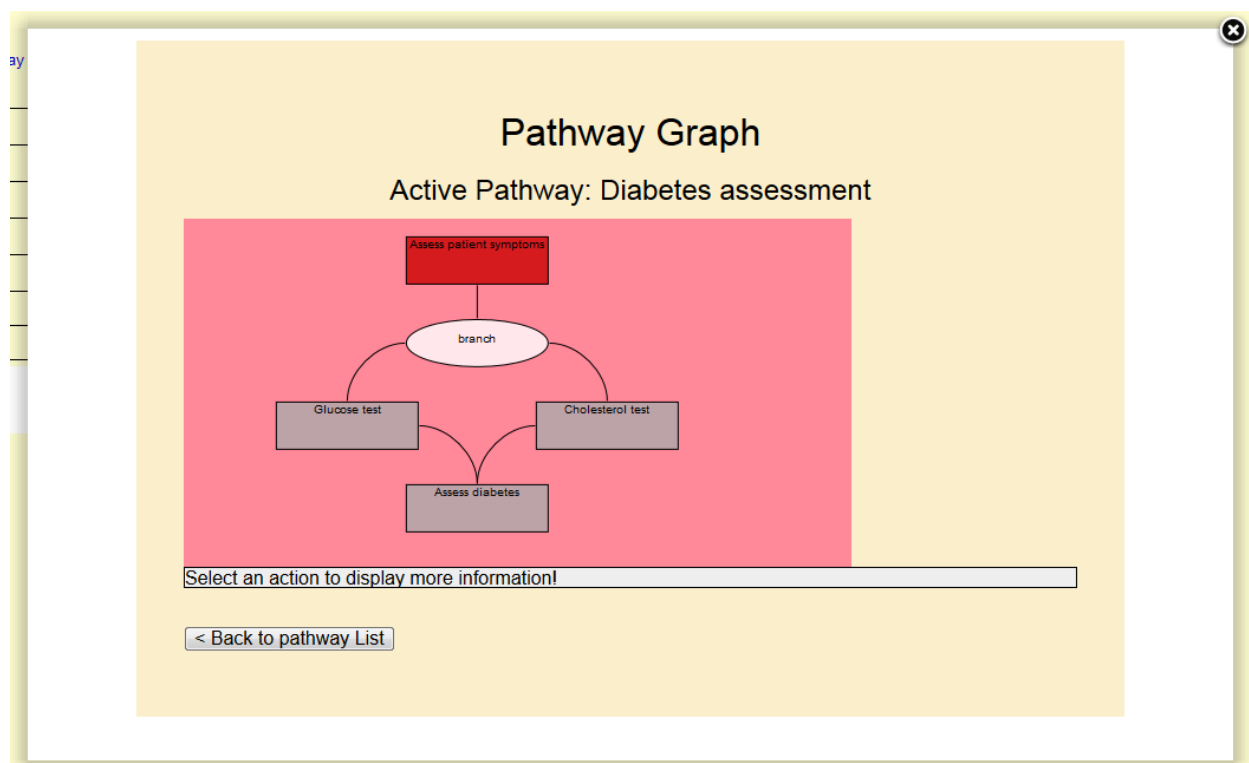 ay
Pathway Graph
Active Pathway: Diabetes assessment
Assess patient symptoms
branch
Glucose test
Cholesterol test
Assess diabetes
Select an action to display more information!
< Back to pathway List